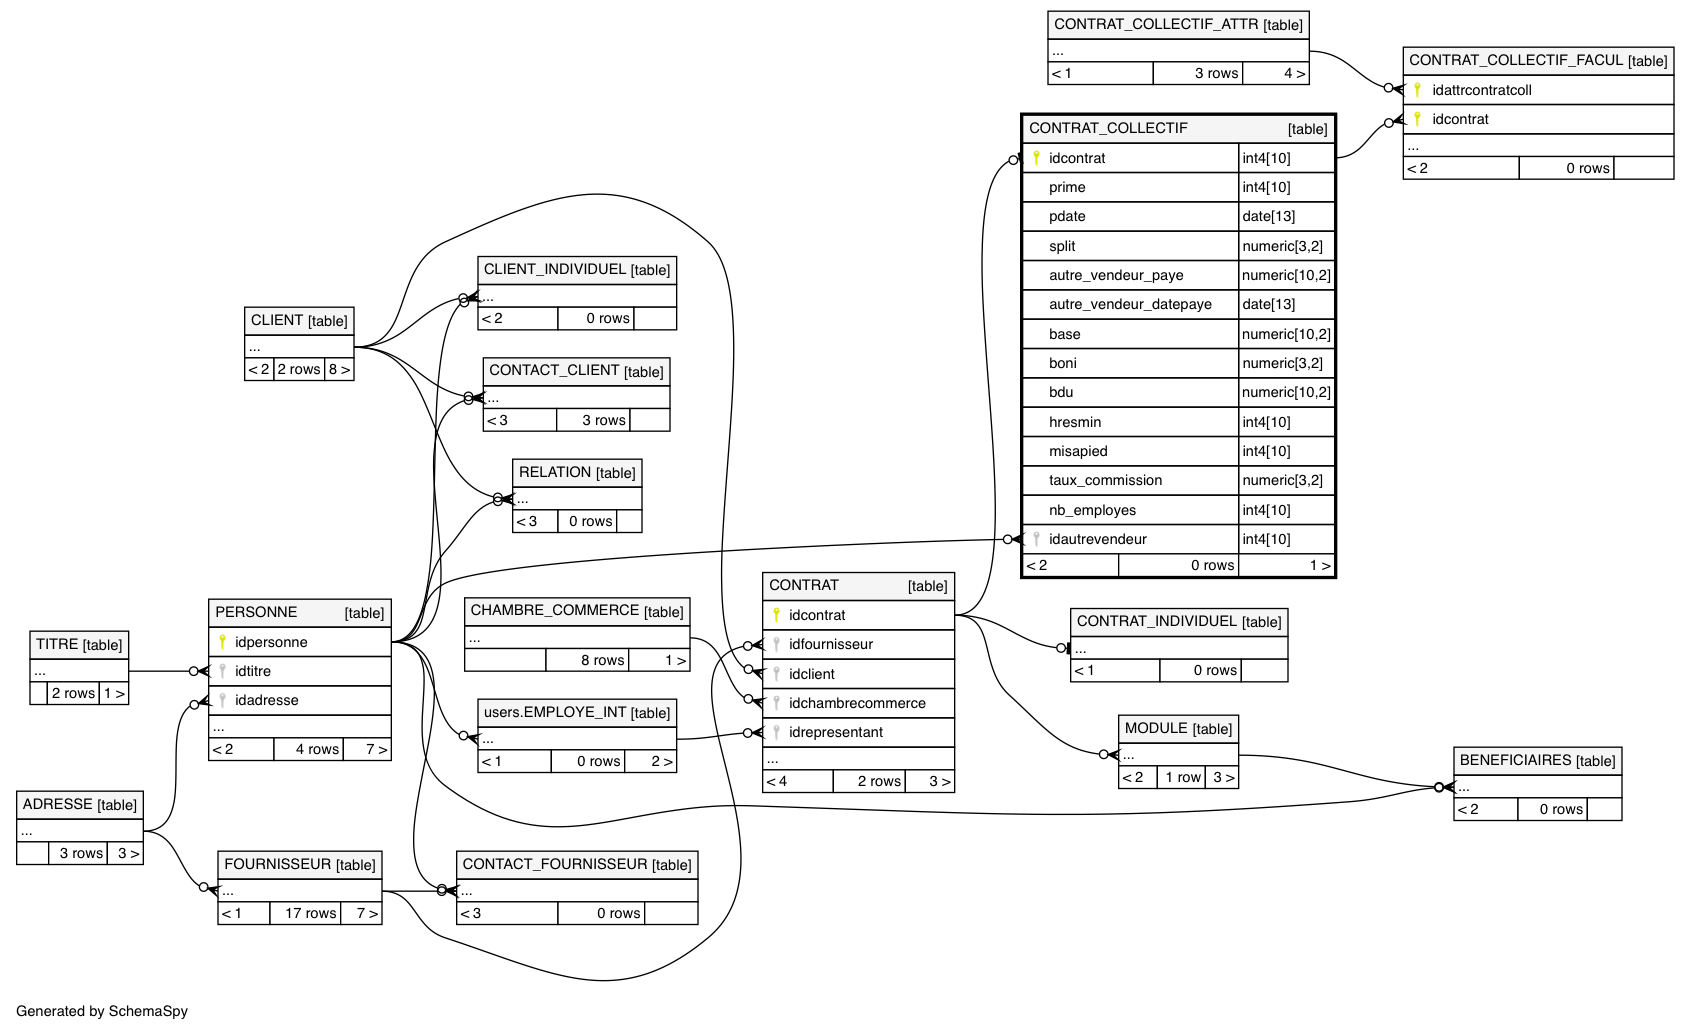 CONTRAT_COLLECTIF_ATTR [table]
...
< 1 3 rows 4 >
CONTRAT_COLLECTIF_FACUL [table]
idattrcontratcoll
idcontrat
...
< 2 0 rows
CONTRAT_COLLECTIF [table]
idcontrat int4[10]
prime int4[10]
pdate date[13]
split numeric[3,2]
autre_vendeur_paye numeric[10,2]
autre_vendeur_datepaye date[13]
base numeric[10,2]
boni numeric[3,2]
bdu numeric[10,2]
hresmin int4[10]
misapied int4[10]
taux_commission numeric[3,2]
nb_employes int4[10]
idautrevendeur int4[10]
< 2 0 rows 1 >
CLIENT_INDIVIDUEL [table]
...
< 2 0 rows
CLIENT [table]
...
< 2 2 rows 8 >
CONTACT_CLIENT [table]
...
< 3 3 rows
RELATION [table]
...
< 3 0 rows
PERSONNE [table]
idpersonne
idtitre
idadresse
...
< 2 4 rows 7 >
TITRE [table]
...
2 rows 1 >
CHAMBRE_COMMERCE [table]
...
8 rows 1 >
CONTRAT [table]
idcontrat
idfournisseur
idclient
idchambrecommerce
idrepresentant
...
< 4 2 rows 3 >
CONTRAT_INDIVIDUEL [table]
...
< 1 0 rows
users.EMPLOYE_INT [table]
...
< 1 0 rows 2 >
MODULE [table]
...
< 2 1 row 3 >
BENEFICIAIRES [table]
...
< 2 0 rows
ADRESSE [table]
...
3 rows 3 >
FOURNISSEUR [table]
...
< 1 17 rows 7 >
CONTACT_FOURNISSEUR [table]
...
< 3 0 rows
Generated by SchemaSpy